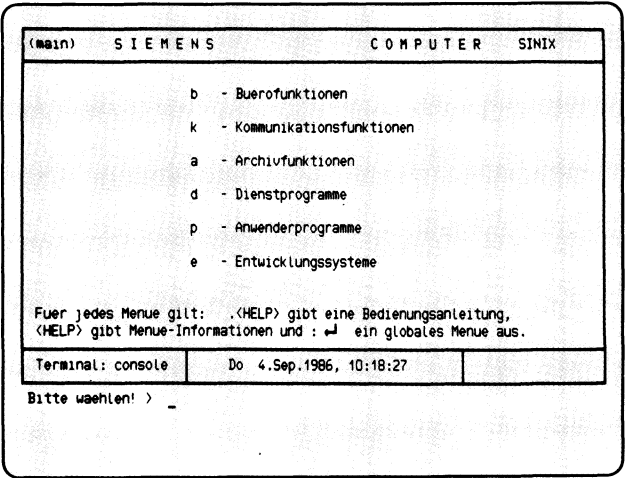 (main) S I E M E N S C O M P U T E R SINIX
b - Buerofunktionen
k - Kommunikationsfunktionen
a - Archivfunktionen
d - Dienstprogramme
p - Anwenderprogramme
e - Entwicklungssysteme
Fuer jedes Menue gilt: .<HELP> gibt eine Bedienungsanleitung,
<HELP> gibt Menue-Informationen und : ↵ ein globales Menue aus.
Terminal: console Do 4.Sep.1986, 10:18:27
Bitte waehlen! > _